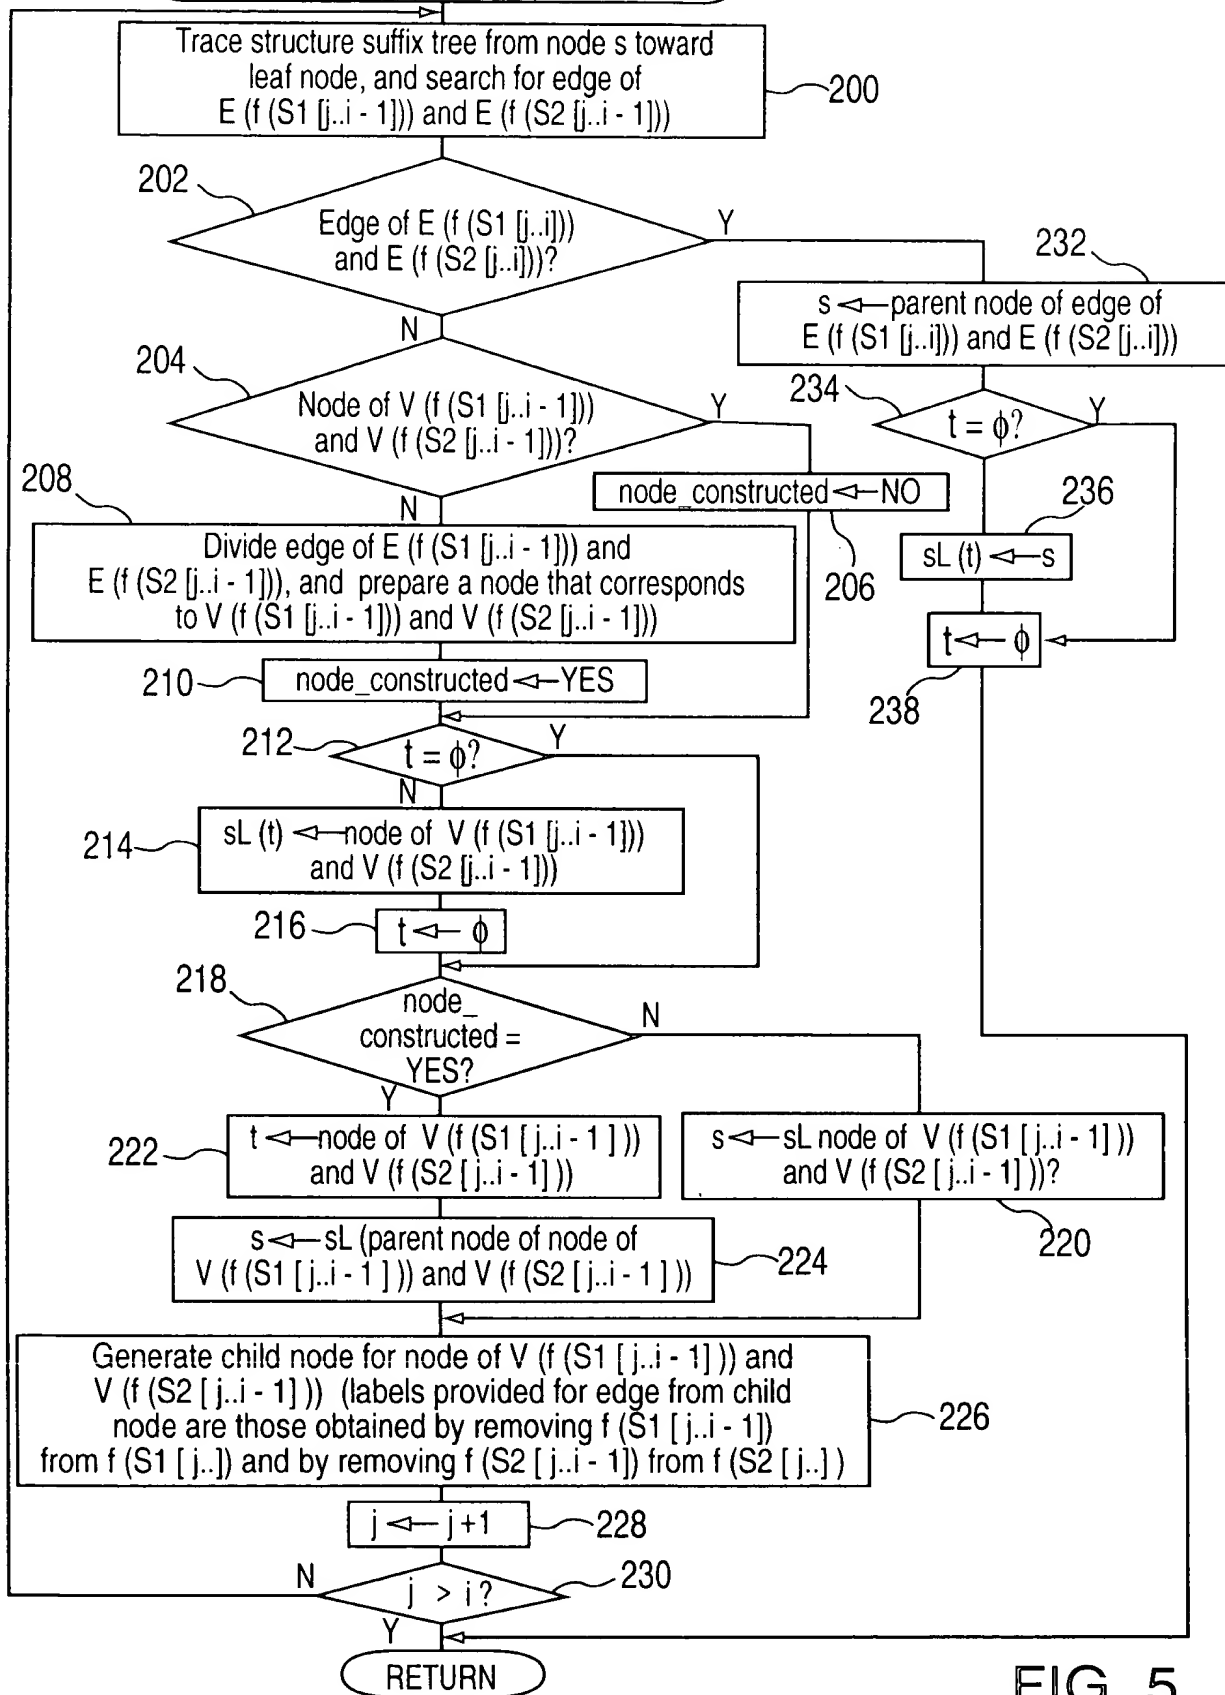 Trace structure suffix tree from node s toward
leaf node, and search for edge of
E (f (S1 [j..i - 1])) and E (f (S2 [j..i - 1]))
200
202
Edge of E (f (S1 [j..i]))
and E (f (S2 [j..i]))?
Y
N
232
s ← parent node of edge of
E (f (S1 [j..i])) and E (f (S2 [j..i]))
204
Node of V (f (S1 [j..i - 1]))
and V (f (S2 [j..i - 1]))?
Y
N
234
t = ϕ?
Y
node_constructed ← NO
206
236
sL (t) ← s
208
Divide edge of E (f (S1 [j..i - 1])) and
E (f (S2 [j..i - 1])), and prepare a node that corresponds
to V (f (S1 [j..i - 1])) and V (f (S2 [j..i - 1]))
t ← ϕ
238
210
node_constructed ← YES
212
t = ϕ?
Y
N
214
sL (t) ← node of V (f (S1 [j..i - 1]))
and V (f (S2 [j..i - 1]))
216
t ← ϕ
218
node_
constructed =
YES?
N
Y
222
t ← node of V (f (S1 [ j..i - 1 ] ))
and V (f (S2 [ j..i - 1] ))
s ← sL node of V (f (S1 [ j..i - 1] ))
and V (f (S2 [ j..i - 1] ))?
220
s ← sL (parent node of node of
V (f (S1 [ j..i - 1 ] )) and V (f (S2 [ j..i - 1 ] ))
224
Generate child node for node of V (f (S1 [ j..i - 1] )) and
V (f (S2 [ j..i - 1] )) (labels provided for edge from child
node are those obtained by removing f (S1 [ j..i - 1])
from f (S1 [ j..]) and by removing f (S2 [ j..i - 1]) from f (S2 [ j..] )
226
j ← j +1
228
j > i ?
230
N
Y
RETURN
FIG. 5